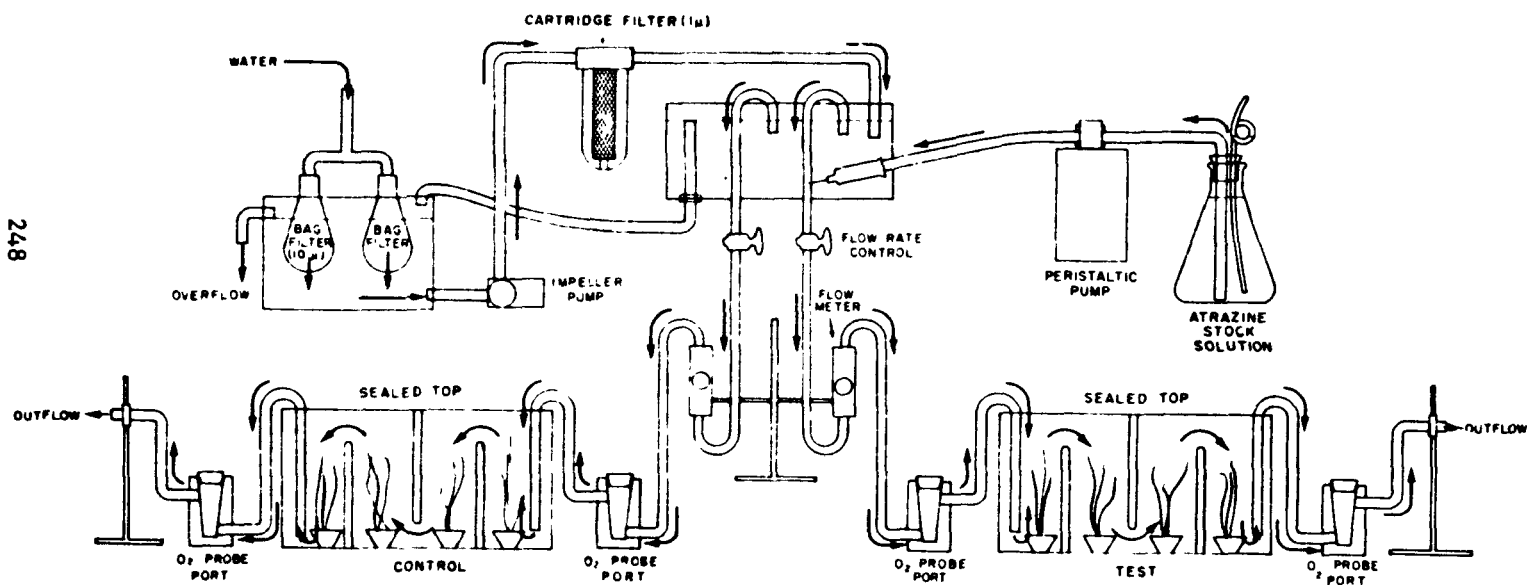 CARTRIDGE FILTER (1μ)
WATER
BAG
FILTER
(10 μ)
BAG
FILTER
OVERFLOW
IMPELLER
PUMP
FLOW RATE
CONTROL
FLOW
METER
PERISTALTIC
PUMP
ATRAZINE
STOCK
SOLUTION
248
OUTFLOW
SEALED TOP
SEALED TOP
OUTFLOW
O₂ PROBE
PORT
CONTROL
O₂ PROBE
PORT
O₂ PROBE
PORT
TEST
O₂ PROBE
PORT